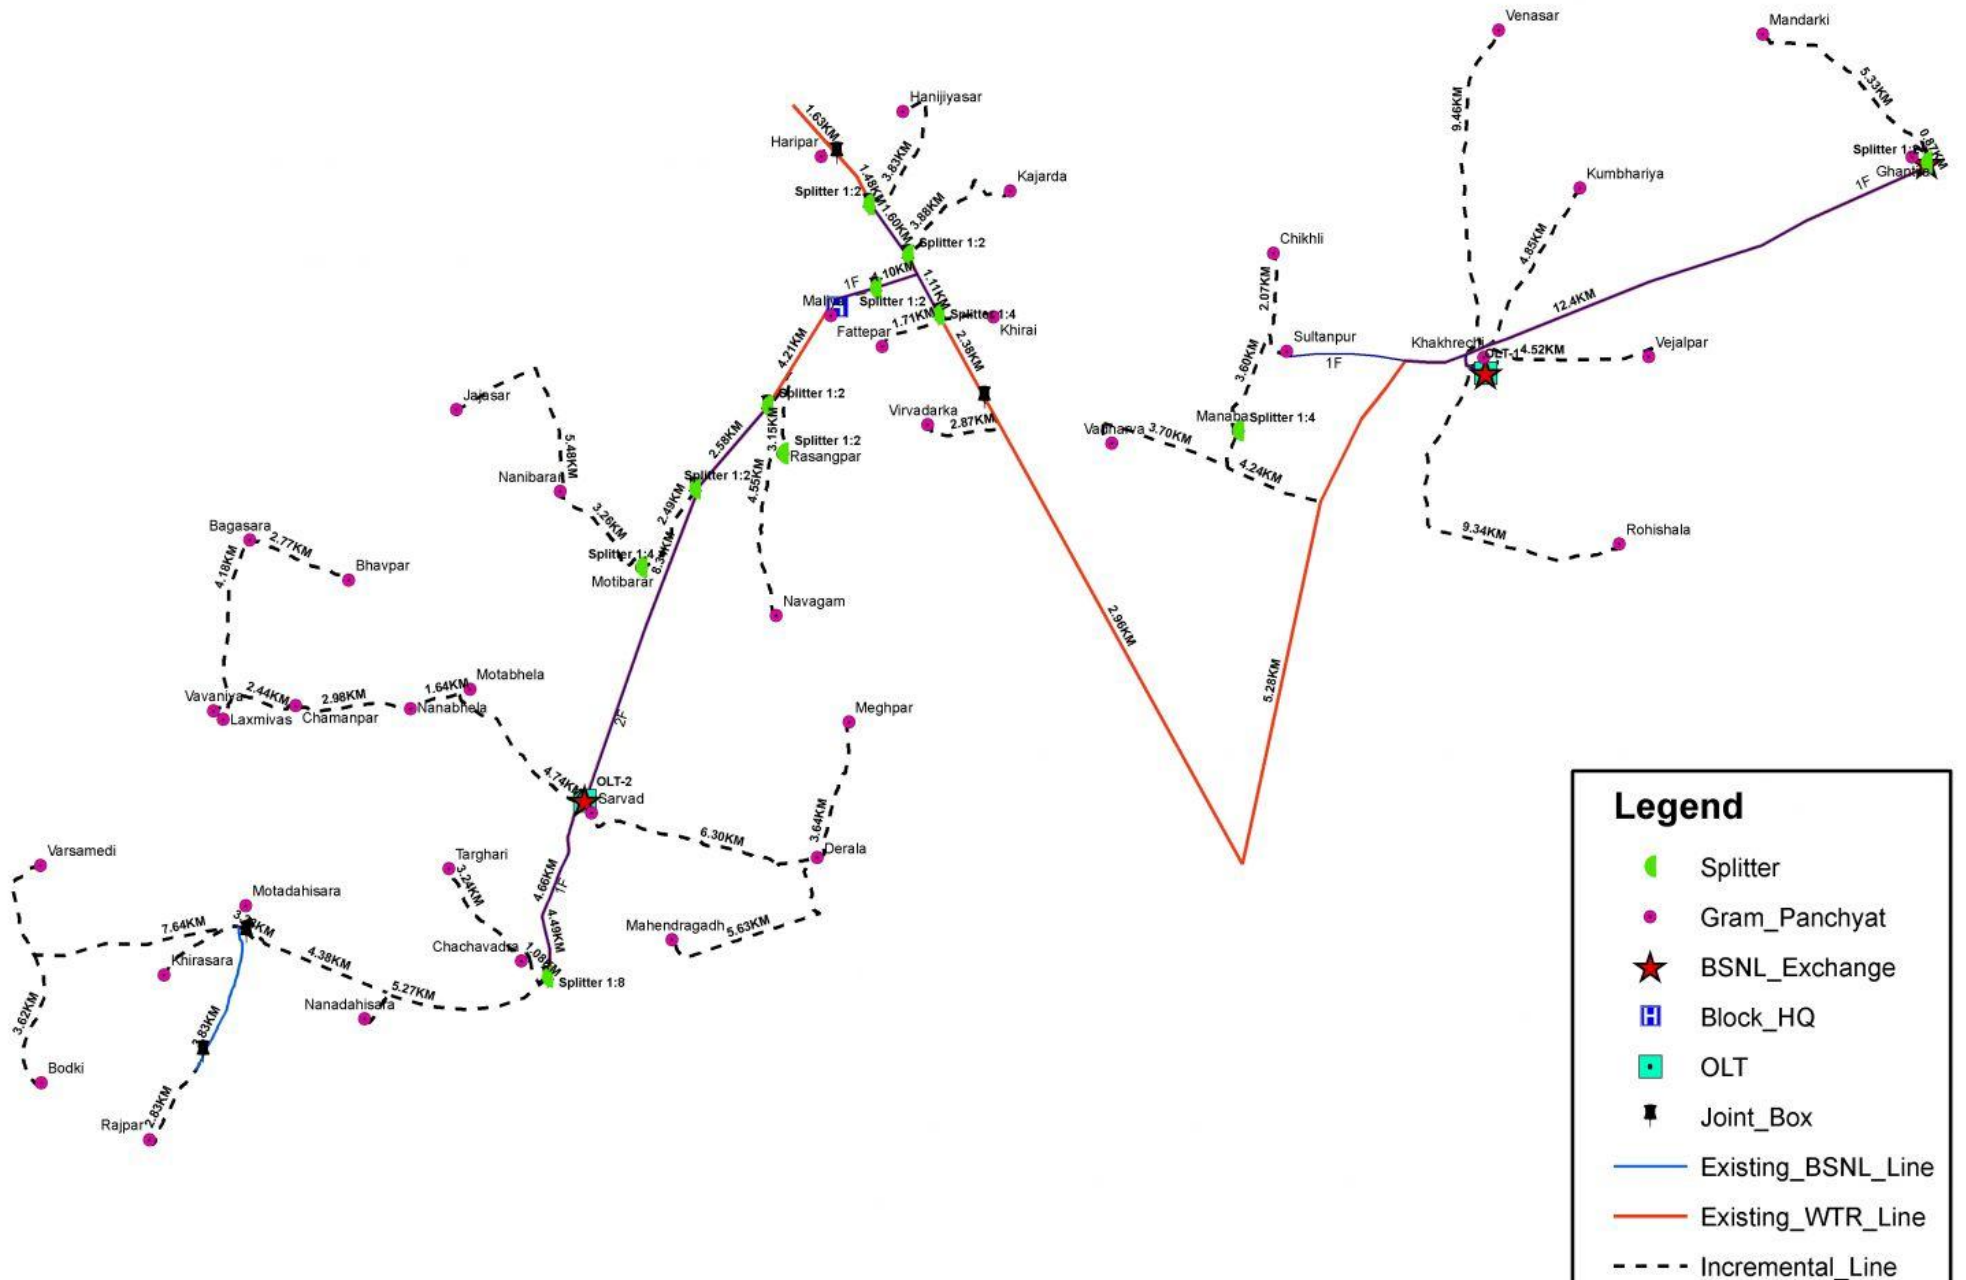 Venasar
Mandarki
5.33KM
9.46KM
Hanijiyasar
1.63KM
Haripar
3.83KM
0.87KM
Splitter 1:2
1F
Kumbhariya
Kajarda
1.48KM
Splitter 1:2
1.60KM
3.88KM
4.85KM
Chikhli
Splitter 1:2
2.07KM
1F
1.11KM
Splitter 1:2
12.4KM
Splitter 1:4
1.71KM
Khirai
Fattepar
4.21KM
2.38KM
Sultanpur
1F
OLT-1
4.52KM
Vejalpar
3.60KM
Jajasar
Splitter 1:2
Virvadarka
2.87KM
Splitter 1:4
Vadharva
3.70KM
3.15KM
2.58KM
5.48KM
Splitter 1:2
Rasangpar
4.24KM
Nanibarar
Splitter 1:2
4.55KM
2.49KM
3.26KM
Bagasara
2.77KM
9.34KM
Rohishala
Splitter 1:4
Motibarar
4.18KM
Bhavpar
Navagam
2.96KM
5.28KM
Motabhela
Vavaniya
2.44KM
2.98KM
1.64KM
Laxmivas
Chamanpar
Nanabhela
2F
Meghpar
4.74KM
OLT-2
Sarvad
3.64KM
6.30KM
Derala
Varsamedi
Targhari
3.24KM
4.66KM
1F
Motadahisara
7.64KM
4.38KM
Khirasara
Chachavadra
1.08KM
4.49KM
Mahendragadh
5.63KM
Splitter 1:8
5.27KM
Nanadahisara
3.62KM
3.83KM
Bodki
2.83KM
Rajpar
Legend
Splitter
Gram_Panchyat
BSNL_Exchange
H Block_HQ
OLT
Joint_Box
Existing_BSNL_Line
Existing_WTR_Line
Incremental_Line